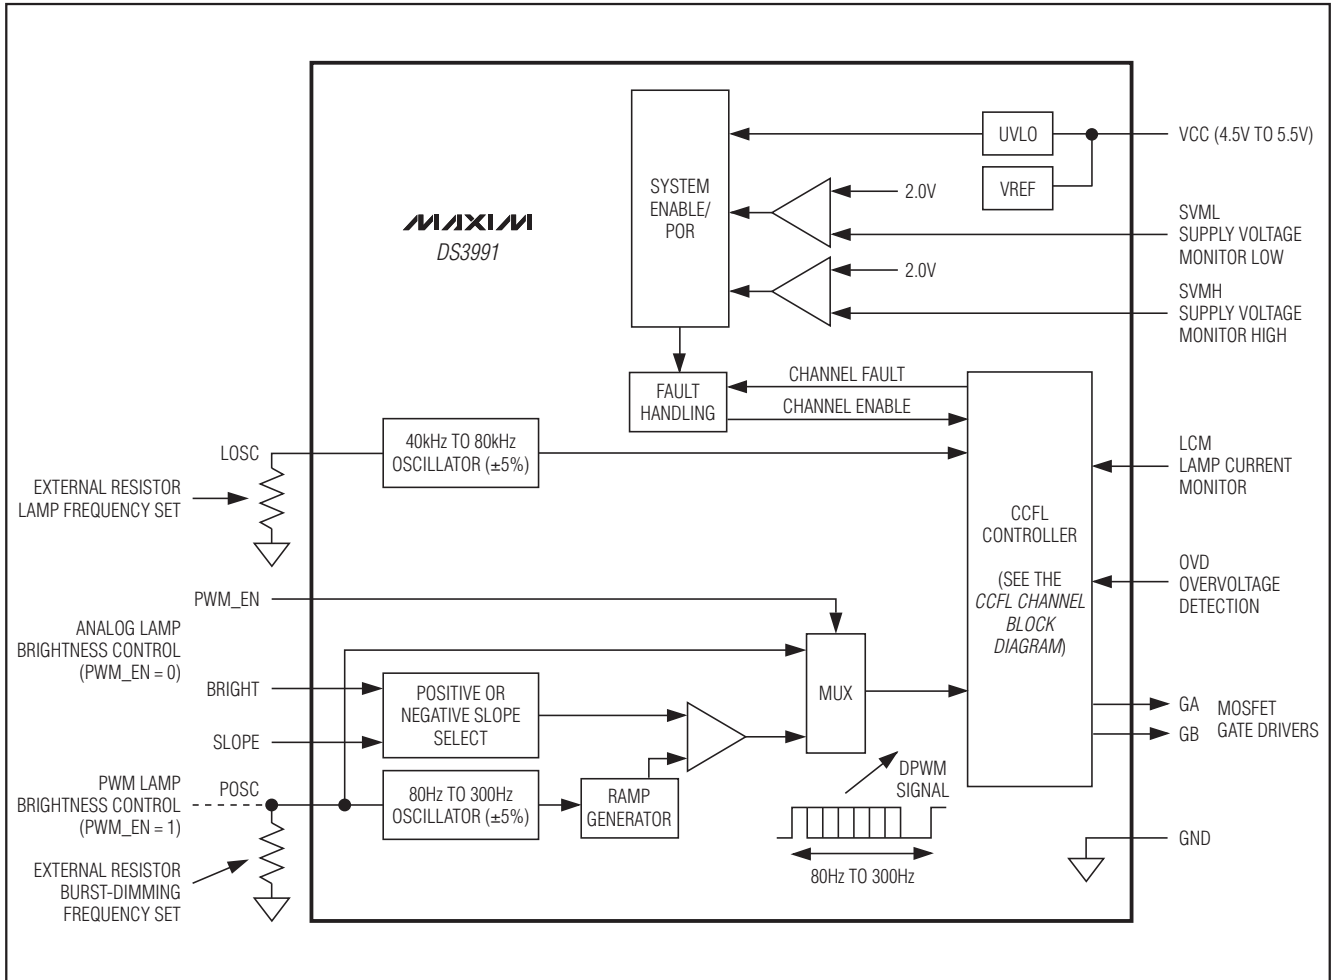 UVLO
VCC (4.5V TO 5.5V)
VREF
SYSTEM
ENABLE/
POR
2.0V
SVML
SUPPLY VOLTAGE
MONITOR LOW
MAXIM
DS3991
2.0V
SVMH
SUPPLY VOLTAGE
MONITOR HIGH
FAULT
HANDLING
CHANNEL FAULT
CHANNEL ENABLE
LOSC
40kHz TO 80kHz
OSCILLATOR (±5%)
EXTERNAL RESISTOR
LAMP FREQUENCY SET
LCM
LAMP CURRENT
MONITOR
CCFL
CONTROLLER
(SEE THE
CCFL CHANNEL
BLOCK
DIAGRAM)
OVD
OVERVOLTAGE
DETECTION
PWM_EN
ANALOG LAMP
BRIGHTNESS CONTROL
(PWM_EN = 0)
BRIGHT
SLOPE
POSITIVE OR
NEGATIVE SLOPE
SELECT
MUX
GA
GB
MOSFET
GATE DRIVERS
PWM LAMP
BRIGHTNESS CONTROL
(PWM_EN = 1)
POSC
80Hz TO 300Hz
OSCILLATOR (±5%)
RAMP
GENERATOR
DPWM
SIGNAL
80Hz TO 300Hz
GND
EXTERNAL RESISTOR
BURST-DIMMING
FREQUENCY SET